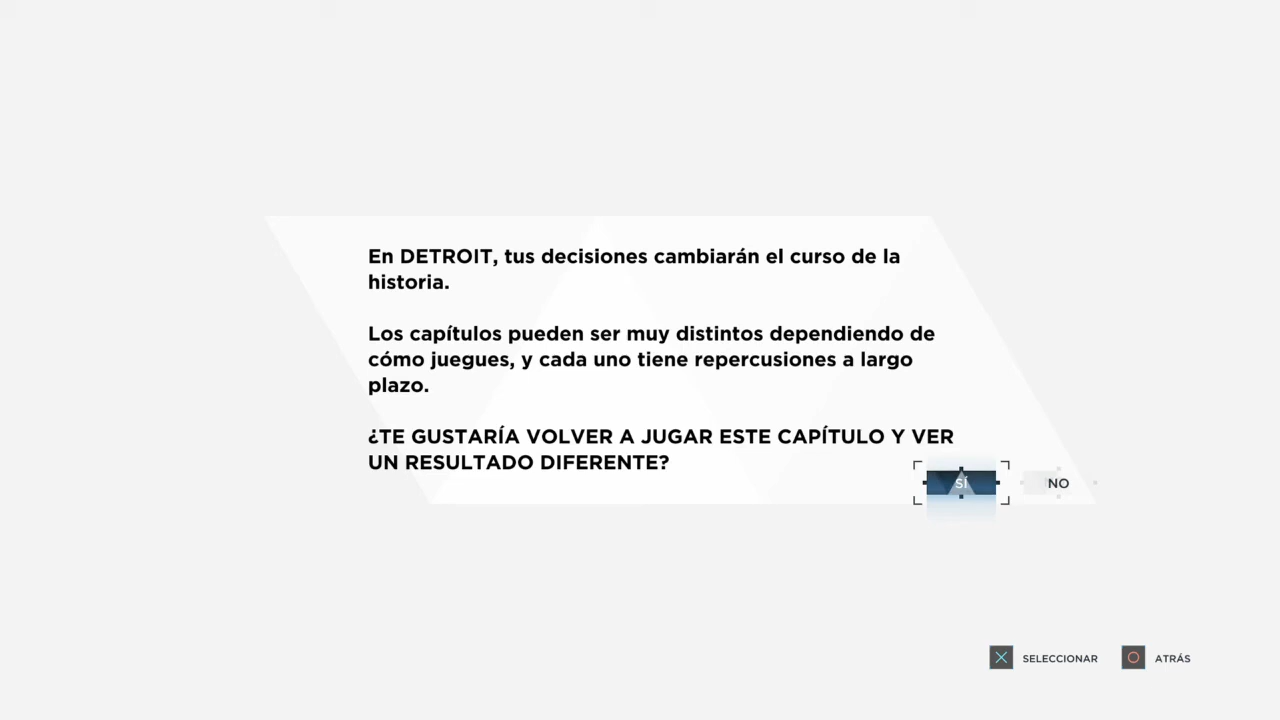 En DETROIT, tus decisiones cambiarán el curso de la
historia.
Los capítulos pueden ser muy distintos dependiendo de
cómo juegues, y cada uno tiene repercusiones a largo
plazo.
¿TE GUSTARÍA VOLVER A JUGAR ESTE CAPÍTULO Y VER
UN RESULTADO DIFERENTE?
SÍ NO
SELECCIONAR ATRÁS